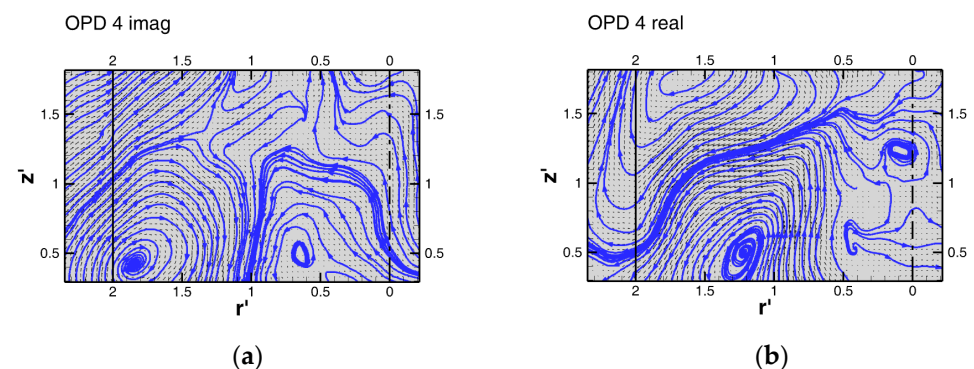 OPD 4 imag
2 1.5 1 0.5 0
1.5 1.5
z' 1 1
0.5 0.5
2 1.5 1 0.5 0
r'
(a)
OPD 4 real
2 1.5 1 0.5 0
1.5 1.5
z' 1 1
0.5 0.5
2 1.5 1 0.5 0
r'
(b)